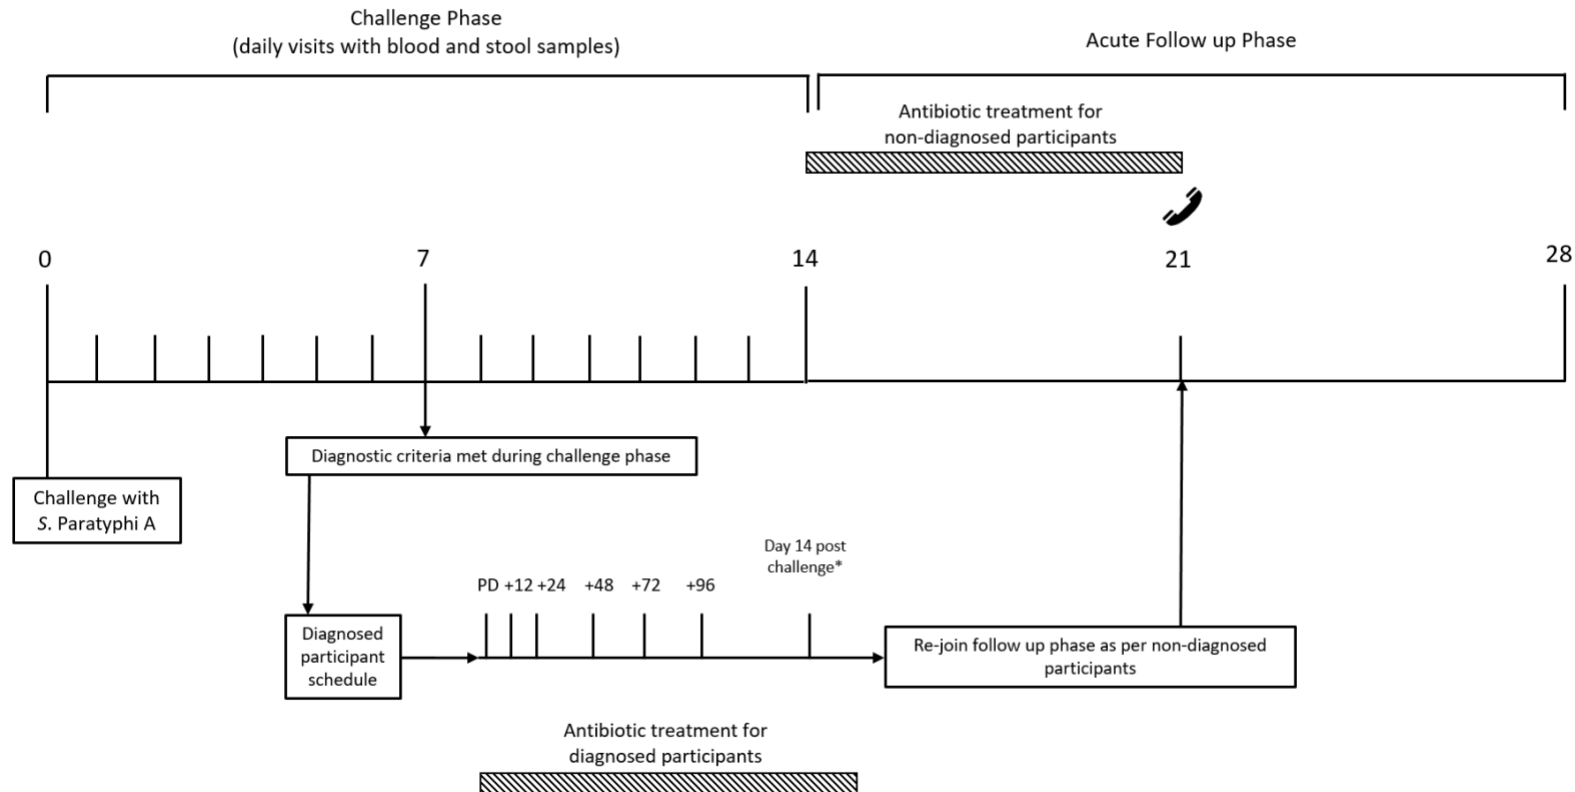 Challenge Phase
(daily visits with blood and stool samples)
Acute Follow up Phase
Antibiotic treatment for
non-diagnosed participants
0
7
14
21
28
Diagnostic criteria met during challenge phase
Challenge with
S. Paratyphi A
Day 14 post
challenge*
PD +12 +24 +48 +72 +96
Diagnosed
participant
schedule
Re-join follow up phase as per non-diagnosed
participants
Antibiotic treatment for
diagnosed participants